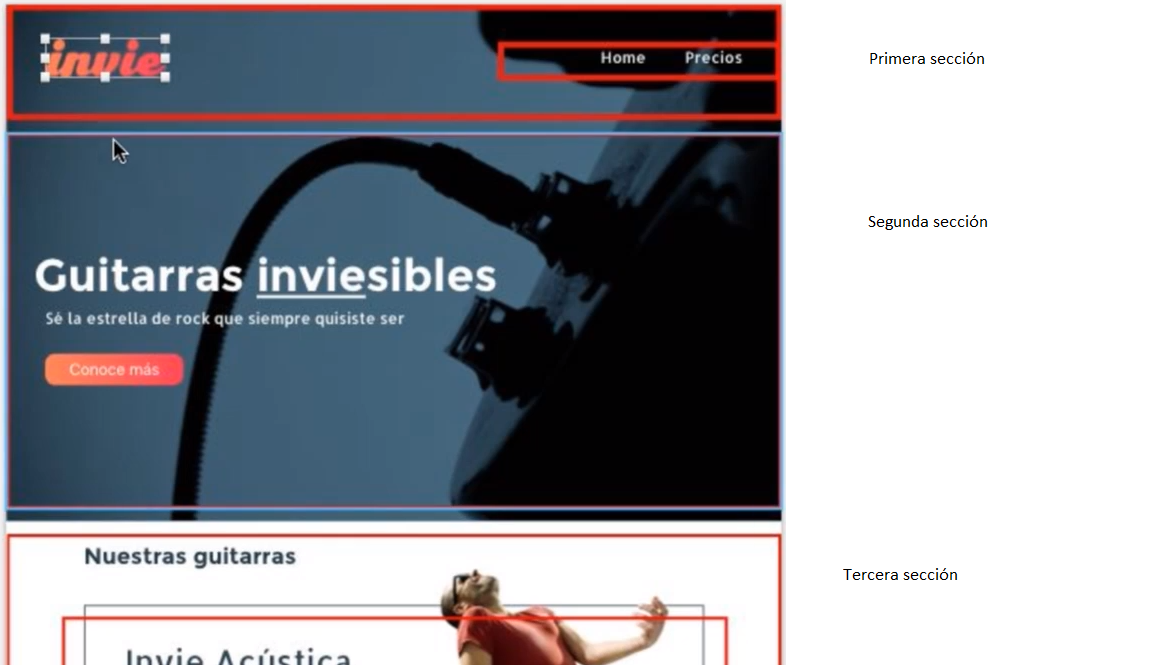 invie
Home Precios
Primera sección
Segunda sección
Guitarras inviesibles
Sé la estrella de rock que siempre quisiste ser
Conoce más
Nuestras guitarras
Tercera sección
Invie Acústica